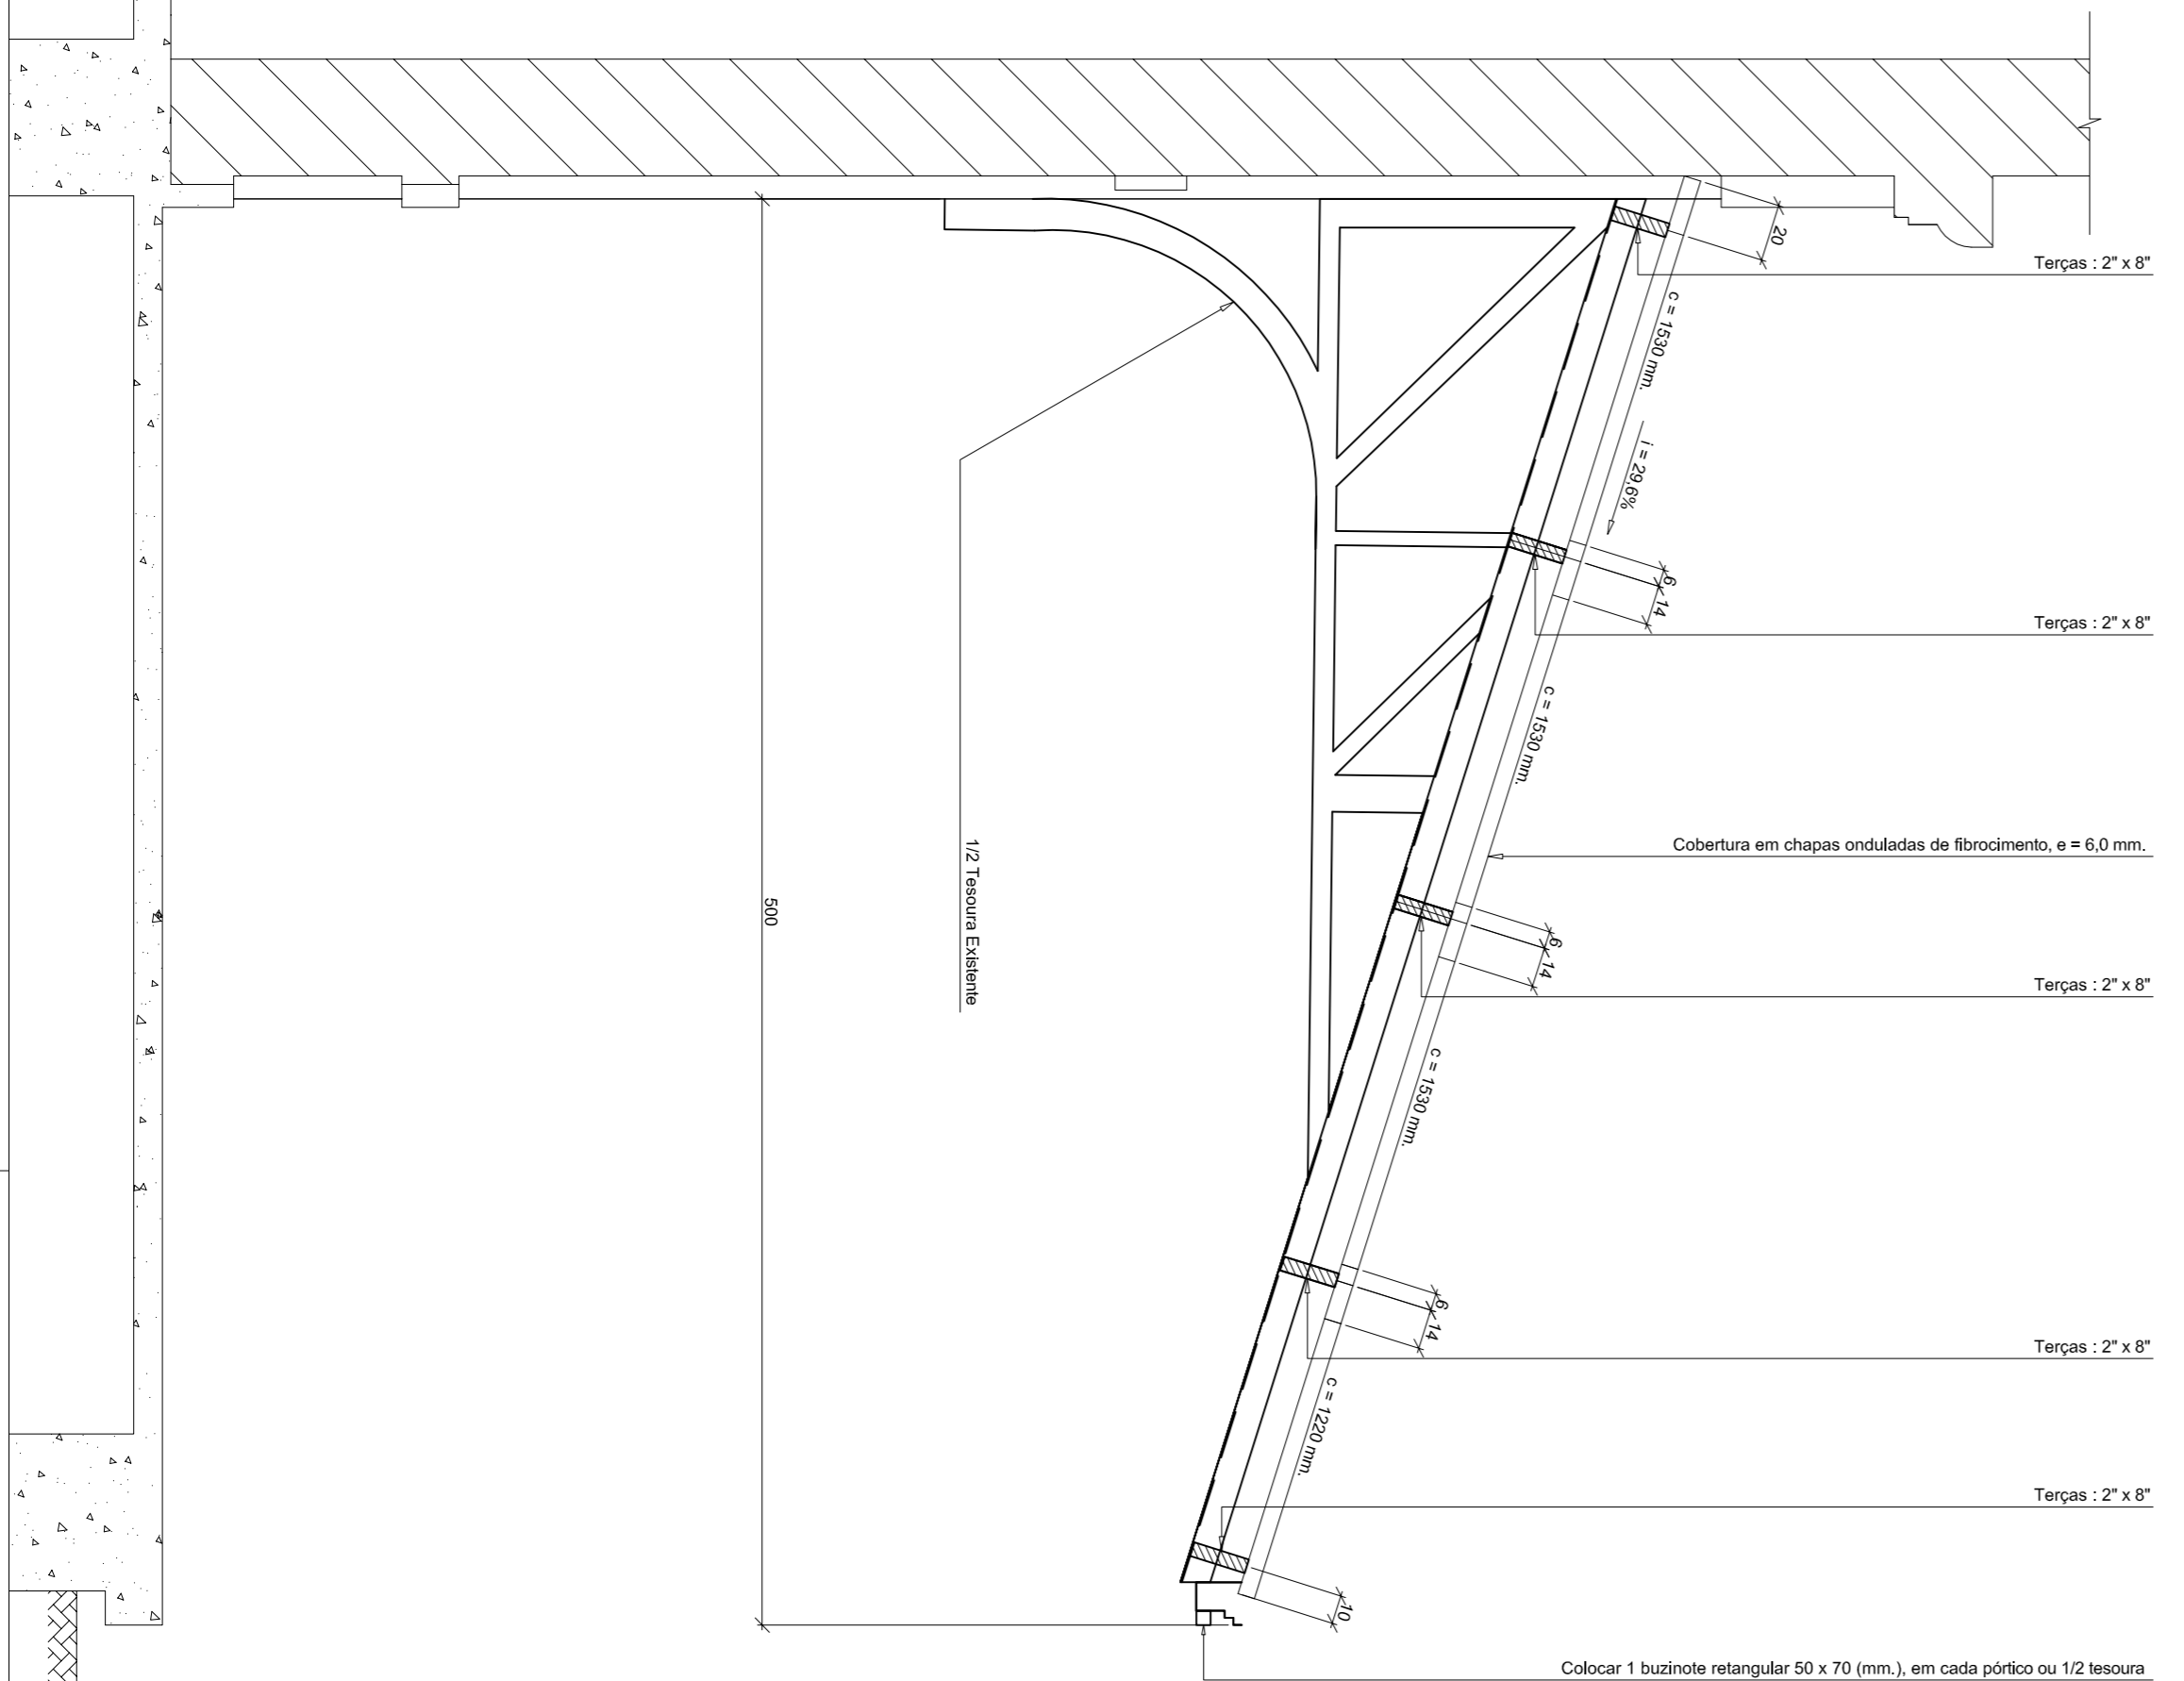 20
Terças : 2" x 8"
c = 1530 mm.
i = 29,6%
6
14
Terças : 2" x 8"
c = 1530 mm.
Cobertura em chapas onduladas de fibrocimento, e = 6,0 mm.
1/2 Tesoura Existente
500
6
14
Terças : 2" x 8"
c = 1530 mm.
6
14
Terças : 2" x 8"
c = 1220 mm.
Terças : 2" x 8"
10
Colocar 1 buzinote retangular 50 x 70 (mm.), em cada pórtico ou 1/2 tesoura